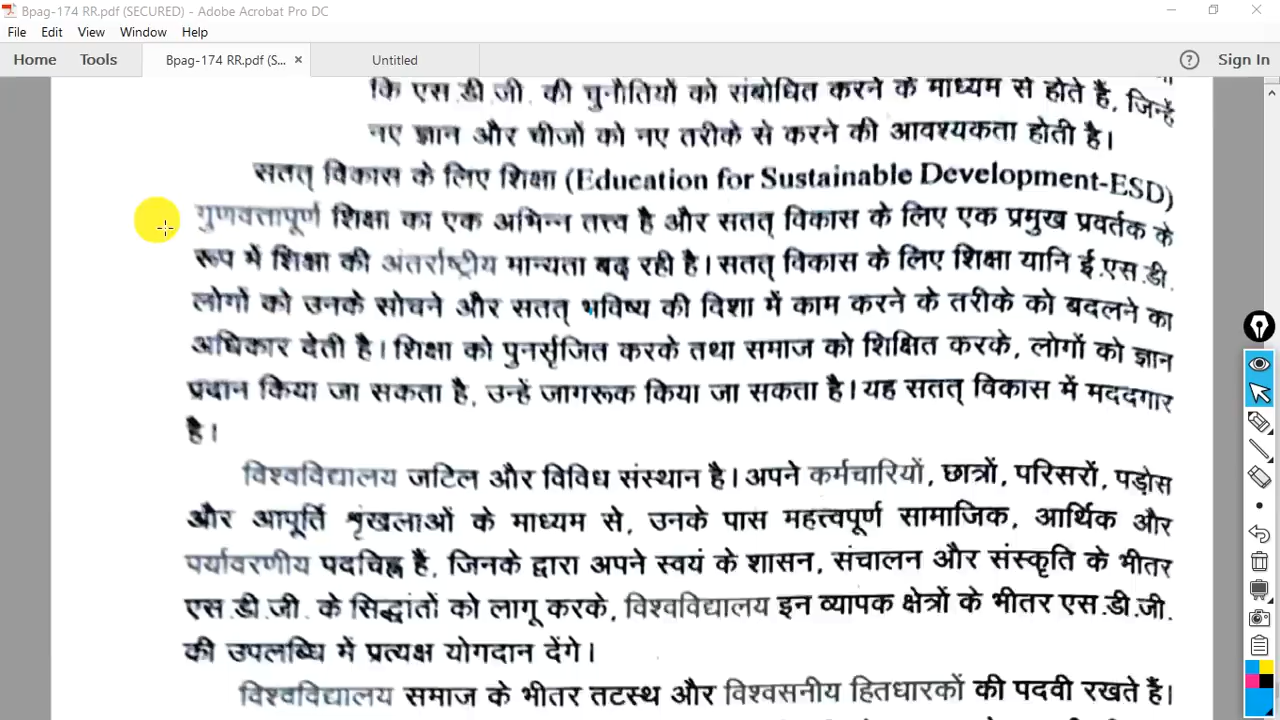 Bpag-174 RR.pdf (SECURED) - Adobe Acrobat Pro DC
File Edit View Window Help
Home Tools Bpag-174 RR.pdf (S... × Untitled Sign In
कि एस.डी.जी. की चुनौतियों को संबोधित करने के माध्यम से होते हैं, जिन्हें
नए ज्ञान और चीजों को नए तरीके से करने की आवश्यकता होती है।
सतत् विकास के लिए शिक्षा (Education for Sustainable Development-ESD)
गुणवत्तापूर्ण शिक्षा का एक अभिन्न तत्त्व है और सतत् विकास के लिए एक प्रमुख प्रवर्तक के
रूप में शिक्षा की अंतर्राष्ट्रीय मान्यता बढ़ रही है। सतत् विकास के लिए शिक्षा यानि ई.एस.डी.
लोगों को उनके सोचने और सतत् भविष्य की दिशा में काम करने के तरीके को बदलने का
अधिकार देती है। शिक्षा को पुनर्सृजित करके तथा समाज को शिक्षित करके, लोगों को ज्ञान
प्रदान किया जा सकता है, उन्हें जागरूक किया जा सकता है। यह सतत् विकास में मददगार
है।
विश्वविद्यालय जटिल और विविध संस्थान है। अपने कर्मचारियों, छात्रों, परिसरों, पड़ोस
और आपूर्ति शृंखलाओं के माध्यम से, उनके पास महत्त्वपूर्ण सामाजिक, आर्थिक और
पर्यावरणीय पदचिह्न हैं, जिनके द्वारा अपने स्वयं के शासन, संचालन और संस्कृति के भीतर
एस.डी.जी. के सिद्धांतों को लागू करके, विश्वविद्यालय इन व्यापक क्षेत्रों के भीतर एस.डी.जी.
की उपलब्धि में प्रत्यक्ष योगदान देंगे।
विश्वविद्यालय समाज के भीतर तटस्थ और विश्वसनीय हितधारकों की पदवी रखते हैं।